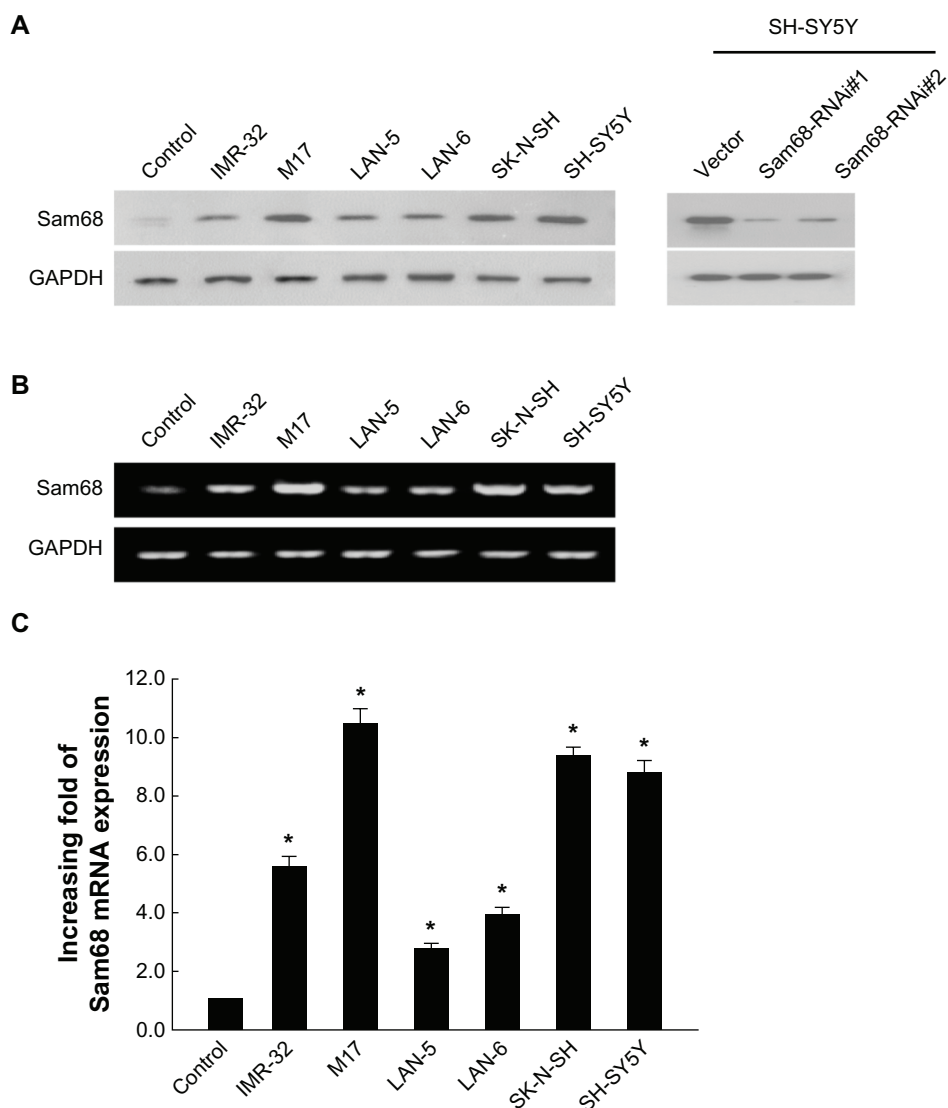 A
SH-SY5Y
Control
IMR-32
M17
LAN-5
LAN-6
SK-N-SH
SH-SY5Y
Vector
Sam68-RNAi#1
Sam68-RNAi#2
Sam68
GAPDH
B
Control
IMR-32
M17
LAN-5
LAN-6
SK-N-SH
SH-SY5Y
Sam68
GAPDH
C
Increasing fold of
Sam68 mRNA expression
12.0
10.0
8.0
6.0
4.0
2.0
0.0
*
*
*
*
*
*
Control
IMR-32
M17
LAN-5
LAN-6
SK-N-SH
SH-SY5Y